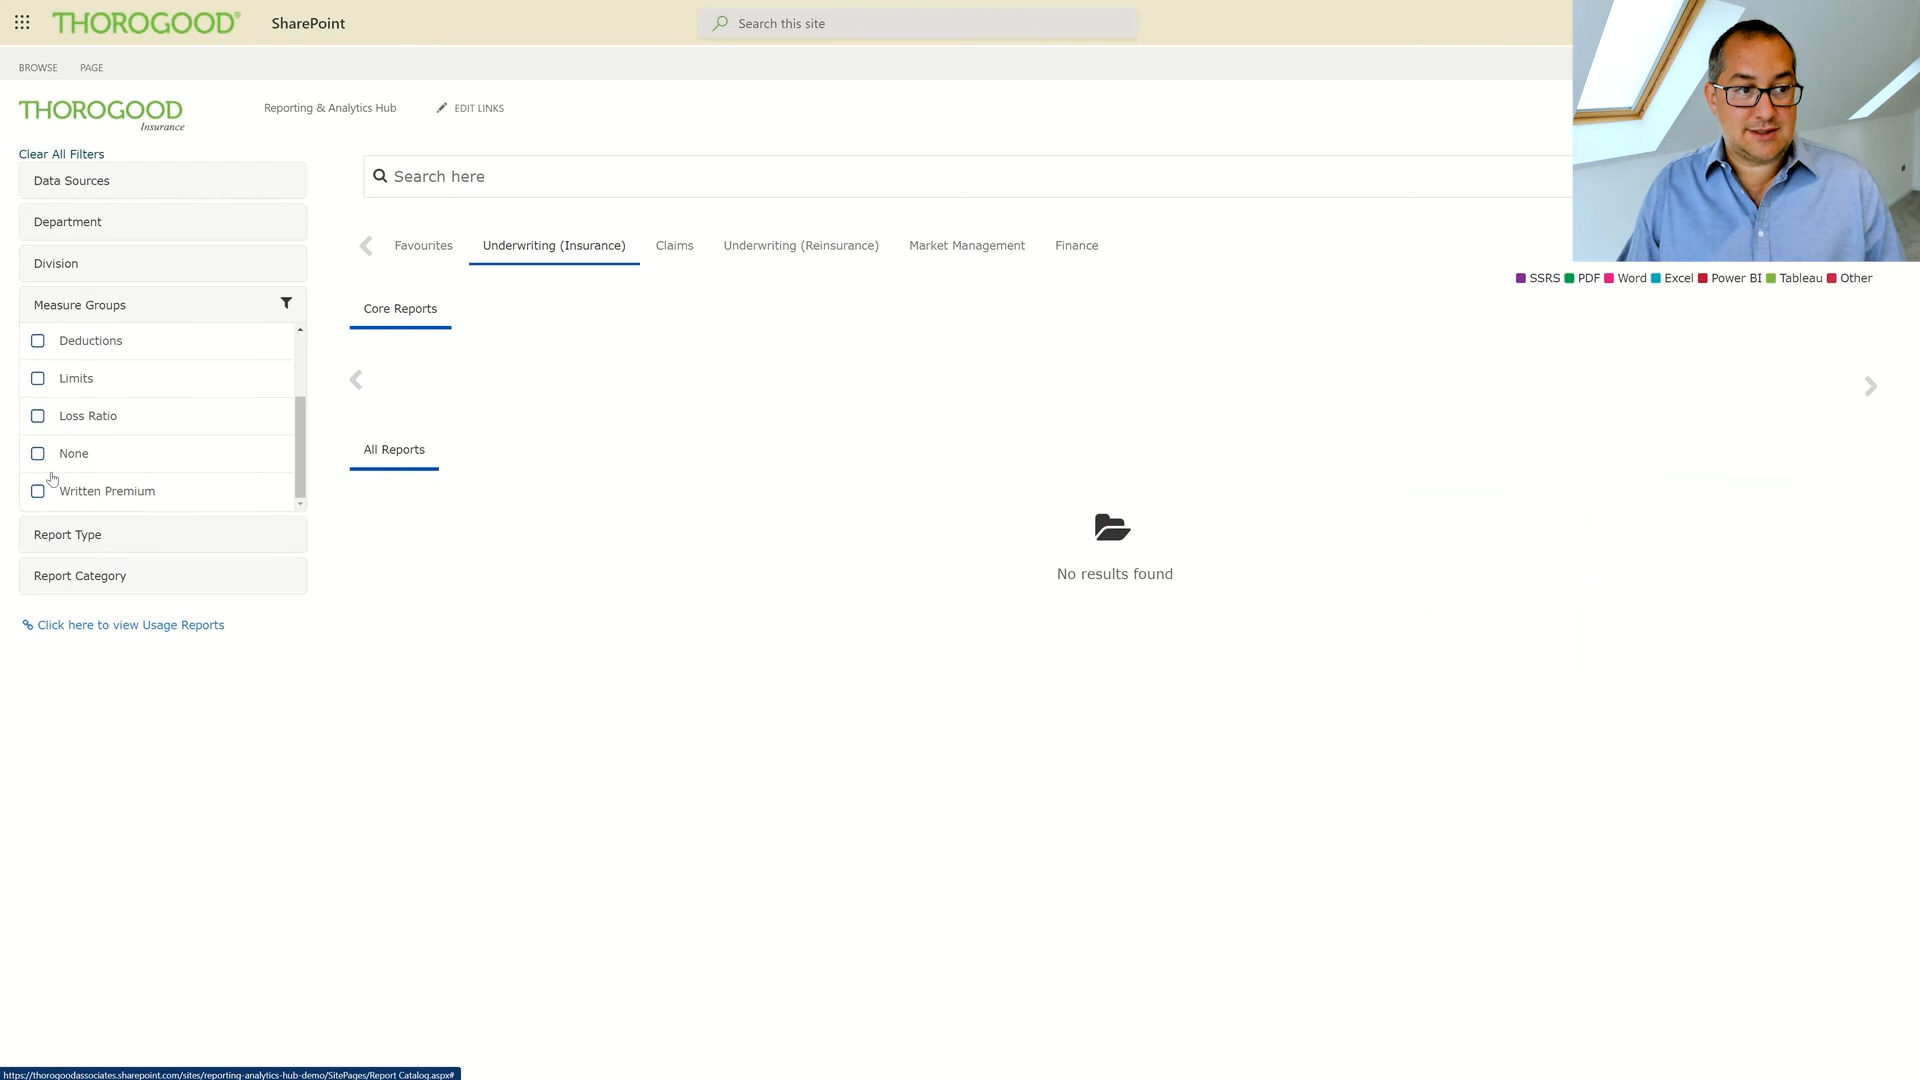 THOROGOOD®
SharePoint
Search this site
BROWSE
PAGE
THOROGOOD
Insurance
Reporting & Analytics Hub
EDIT LINKS
Clear All Filters
Data Sources
Department
Division
Measure Groups
Deductions
Limits
Loss Ratio
None
Written Premium
Report Type
Report Category
Click here to view Usage Reports
Search here
Favourites
Underwriting (Insurance)
Claims
Underwriting (Reinsurance)
Market Management
Finance
SSRS PDF Word Excel Power BI Tableau Other
Core Reports
All Reports
No results found
https://thorogoodassociates.sharepoint.com/sites/reporting-analytics-hub-demo/SitePages/Report Catalog.aspx#